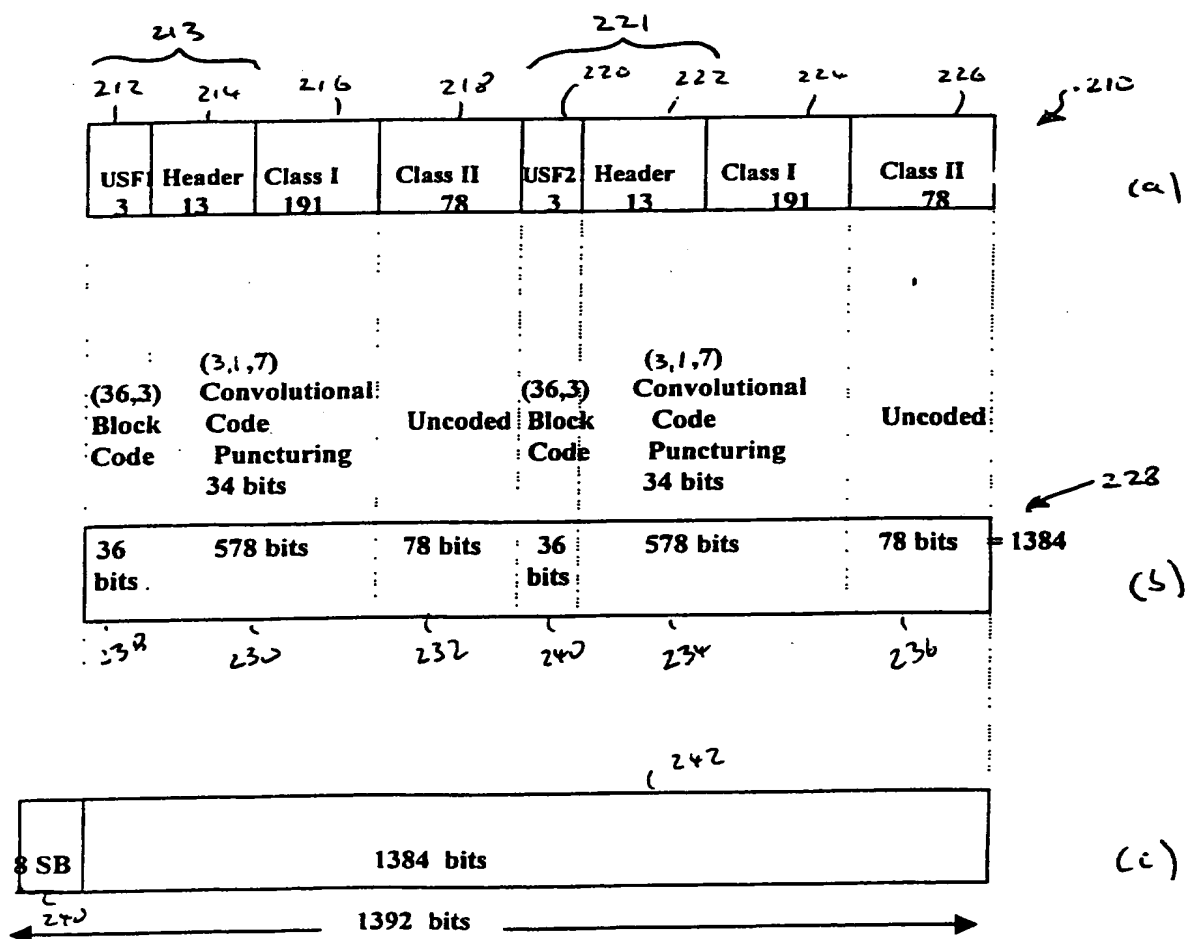 213 221
212 214 216 218 220 222 224 226 210
USF1 Header Class I Class II USF2 Header Class I Class II
3 13 191 78 3 13 191 78
(a)
(3,1,7) (3,1,7)
(36,3) Convolutional (36,3) Convolutional
Block Code Uncoded Block Code Uncoded
Code Puncturing Code Puncturing
34 bits 34 bits
228
36 578 bits 78 bits 36 578 bits 78 bits = 1384
bits bits
(b)
238 230 232 240 234 236
242
8 SB 1384 bits
(c)
240
1392 bits